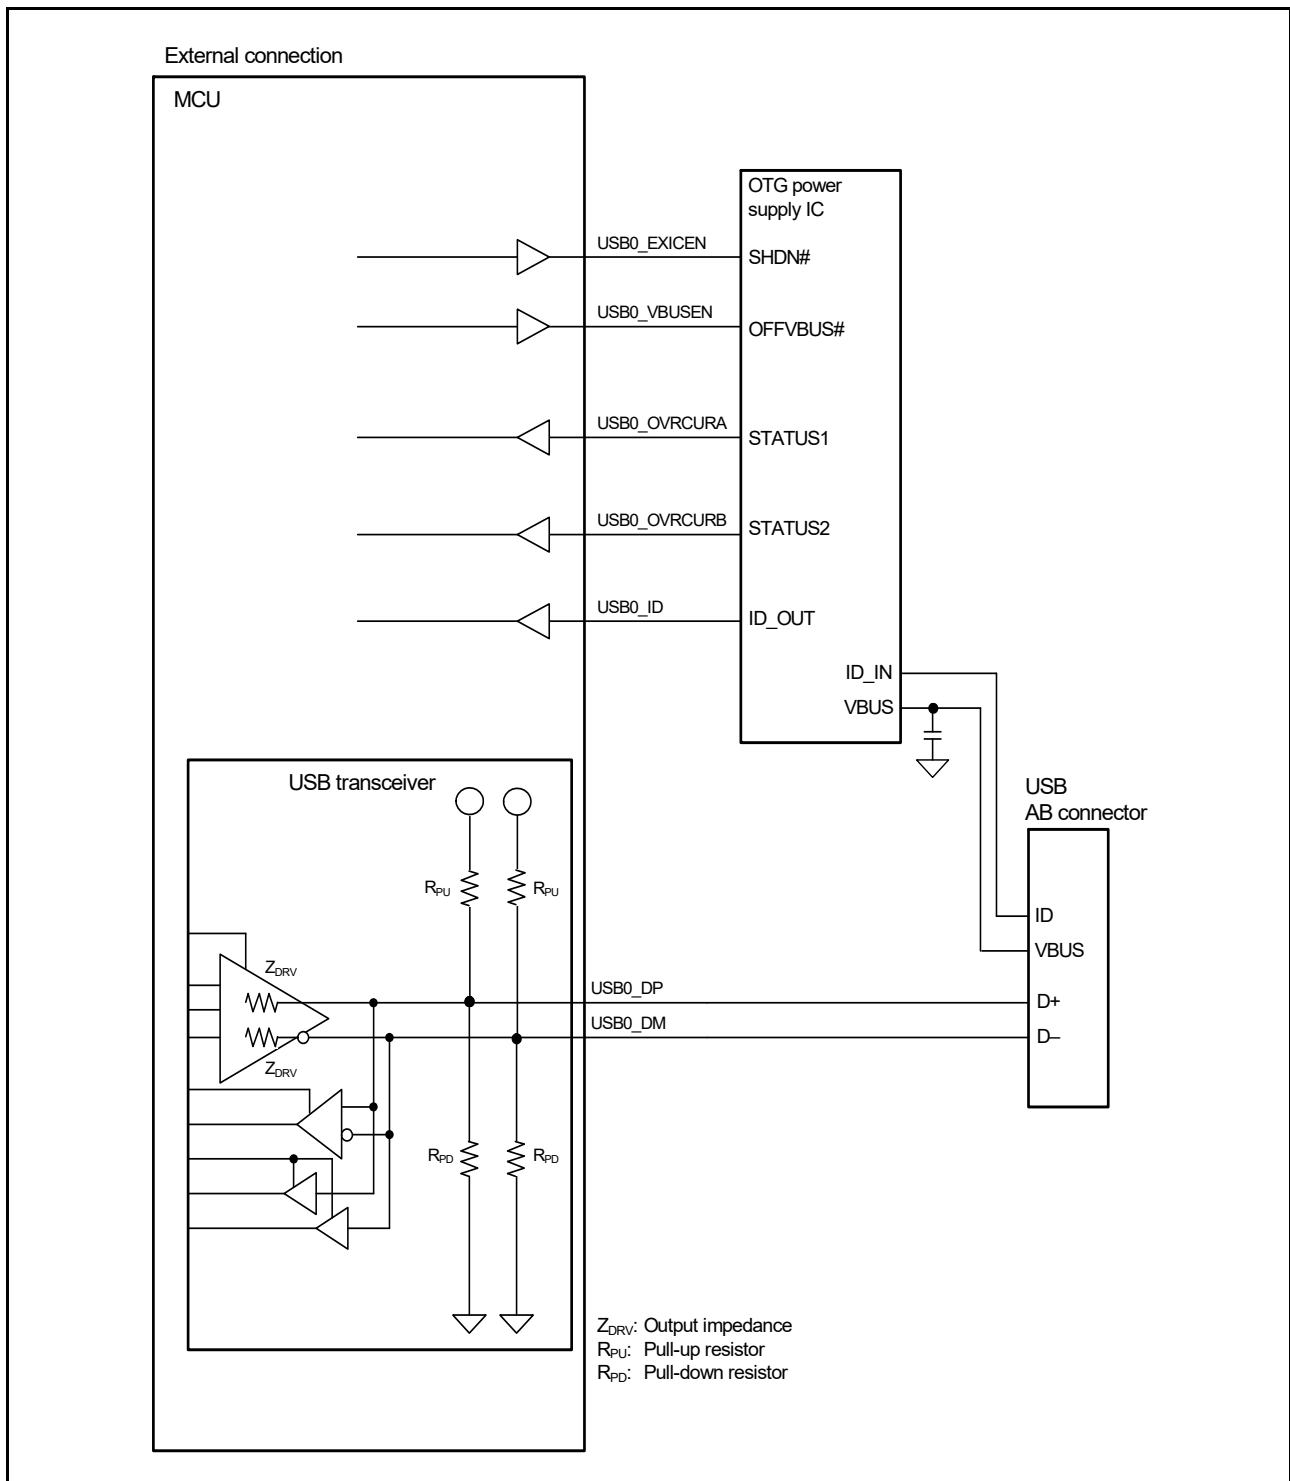 External connection
MCU
OTG power
supply IC
USB0_EXICEN
SHDN#
USB0_VBUSEN
OFFVBUS#
USB0_OVRCURA
STATUS1
USB0_OVRCURB
STATUS2
USB0_ID
ID_OUT
ID_IN
VBUS
USB transceiver
USB
AB connector
RPU
RPU
ID
VBUS
ZDRV
USB0_DP
D+
USB0_DM
D–
ZDRV
RPD
RPD
ZDRV: Output impedance
RPU: Pull-up resistor
RPD: Pull-down resistor